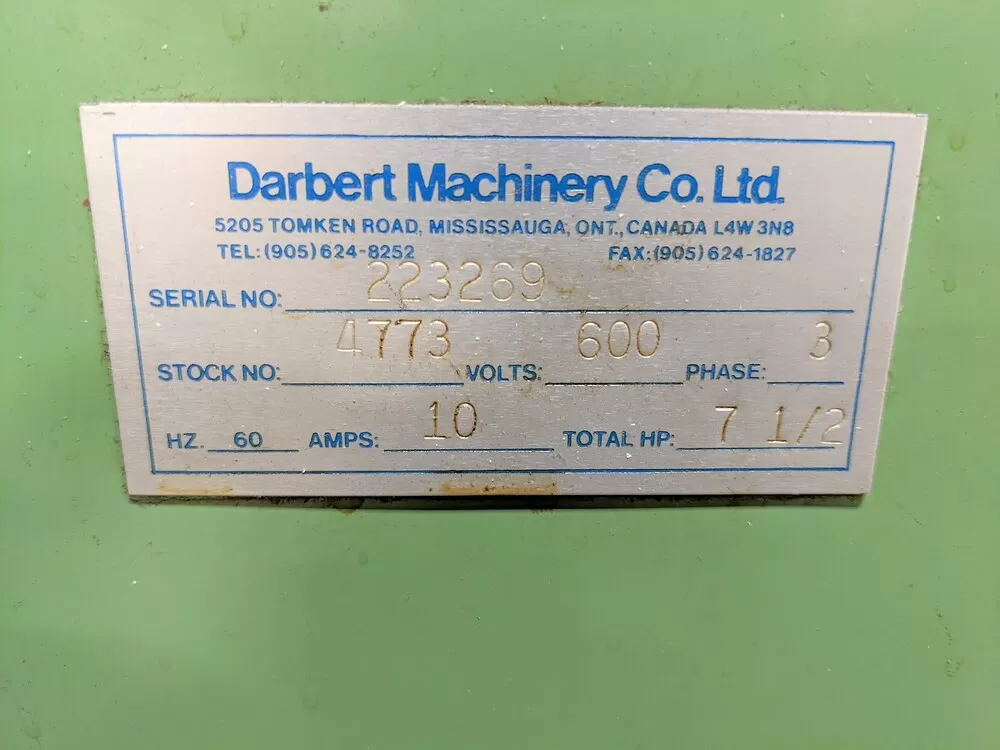 Darbert Machinery Co. Ltd.
5205 TOMKEN ROAD, MISSISSAUGA, ONT., CANADA L4W 3N8
TEL: (905) 624-8252 FAX: (905) 624-1827
SERIAL NO: 223269
STOCK NO: 4773 VOLTS: 600 PHASE: 3
HZ. 60 AMPS: 10 TOTAL HP: 7 1/2